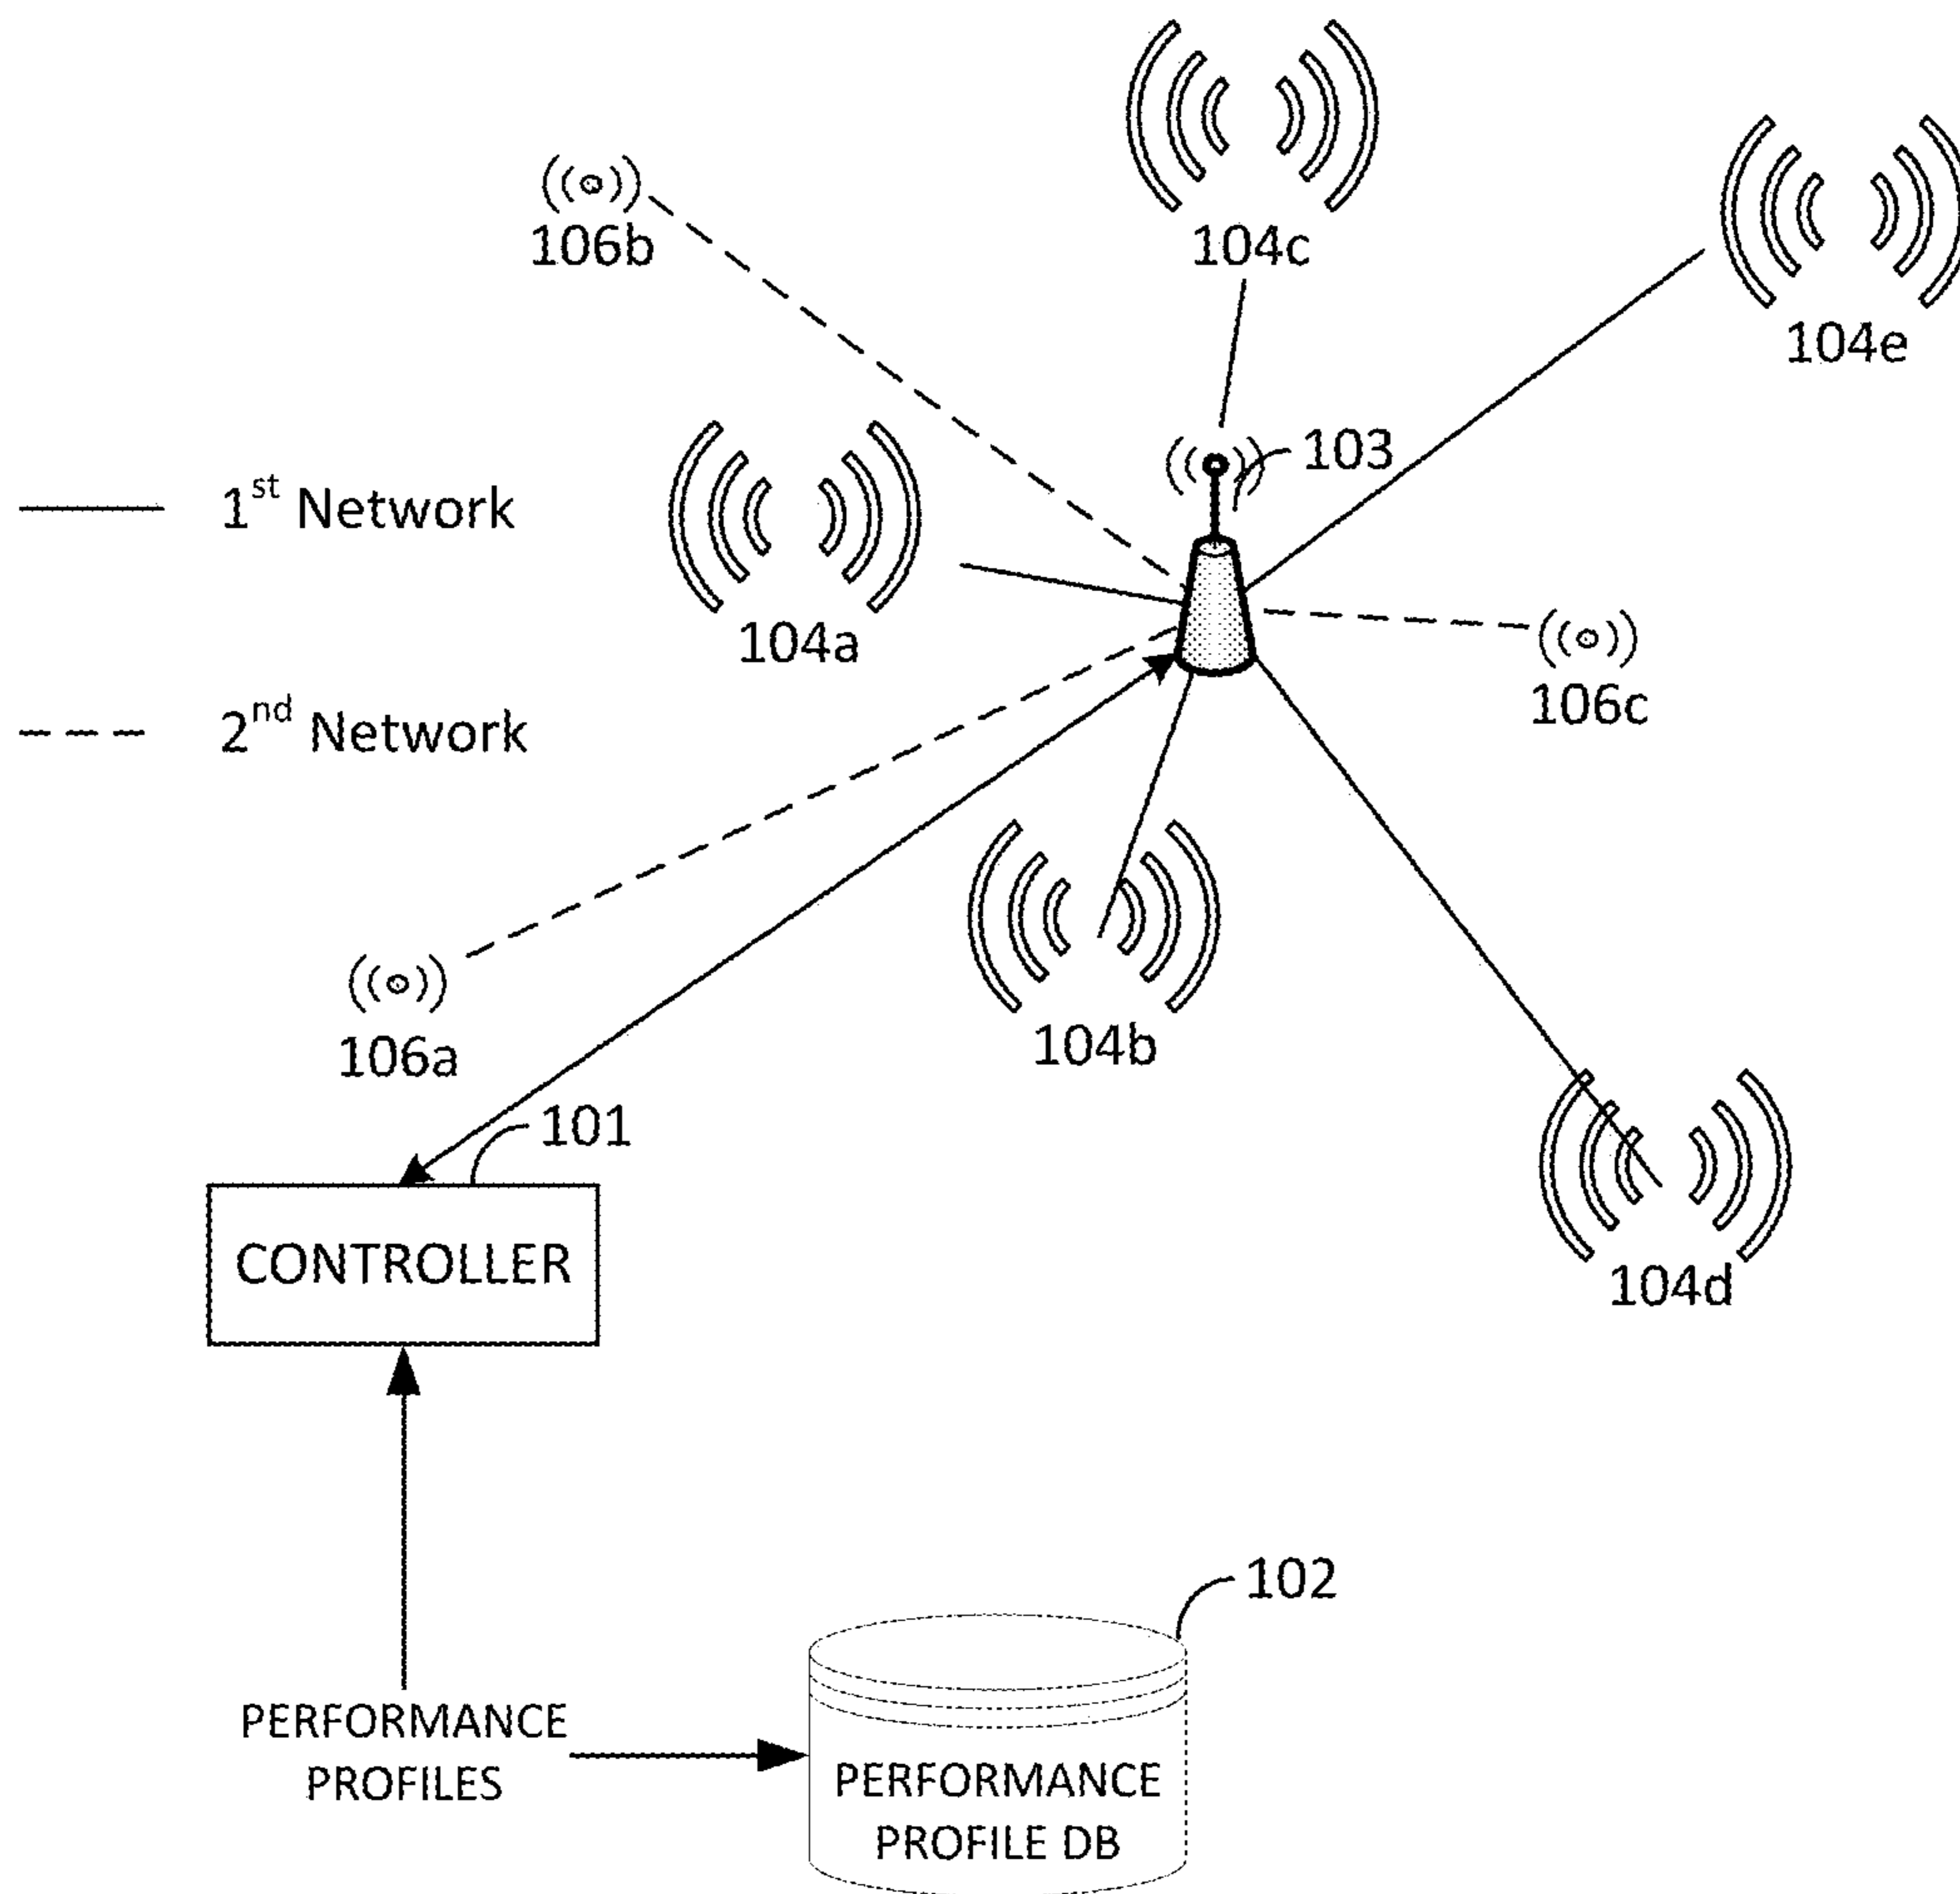 106b
104c
104e
103
1st Network
104a
106c
2nd Network
104b
106a
101
CONTROLLER
104d
102
PERFORMANCE
PROFILES
PERFORMANCE
PROFILE DB